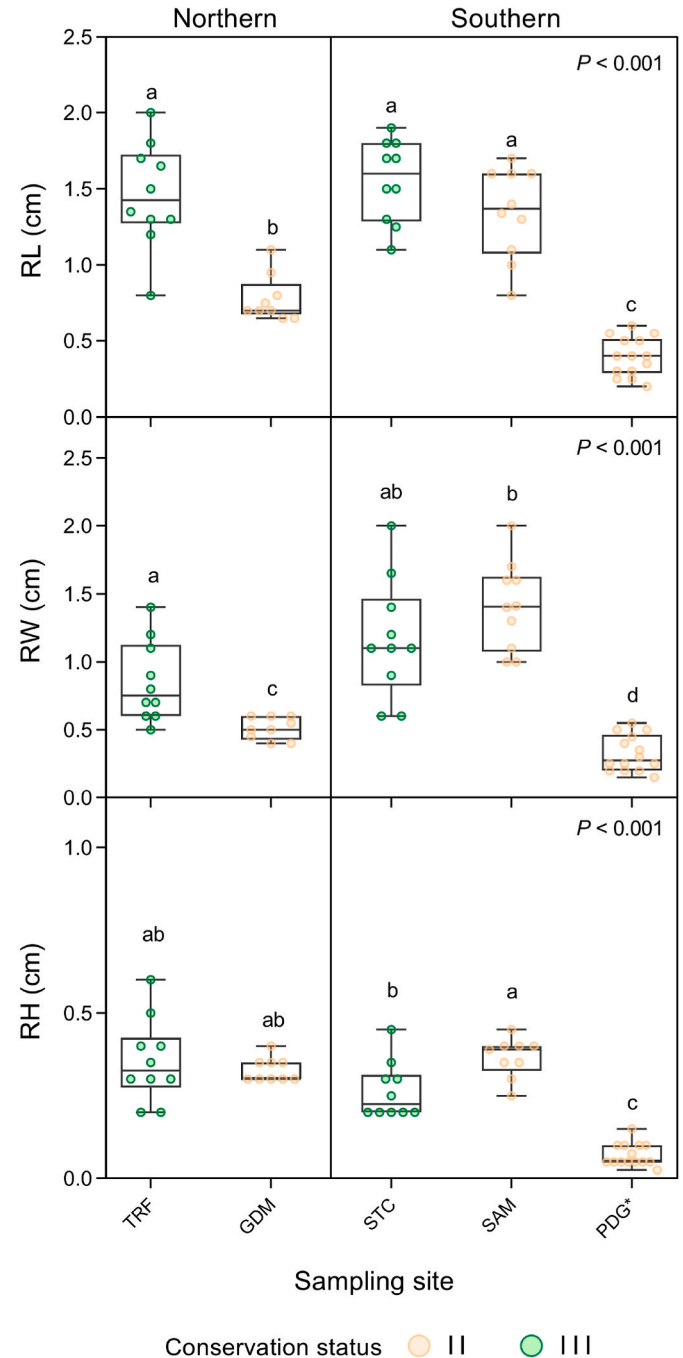 Northern Southern
2.5
P < 0.001
a
a
a
2.0
1.5
b
RL (cm)
1.0
c
0.5
0.0
P < 0.001
2.5
ab
b
2.0
a
1.5
RW (cm)
1.0
c
d
0.5
0.0
P < 0.001
1.0
ab
b
a
RH (cm)
ab
0.5
c
0.0
TRF GDM STC SAM PDG*
Sampling site
Conservation status II III